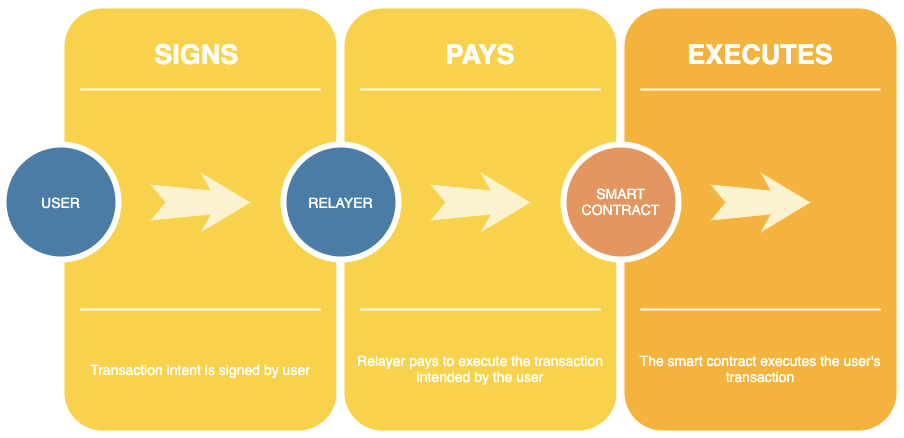 SIGNS
PAYS
EXECUTES
USER
RELAYER
SMART
CONTRACT
Transaction intent is signed by user
Relayer pays to execute the transaction
intended by the user
The smart contract executes the user's
transaction